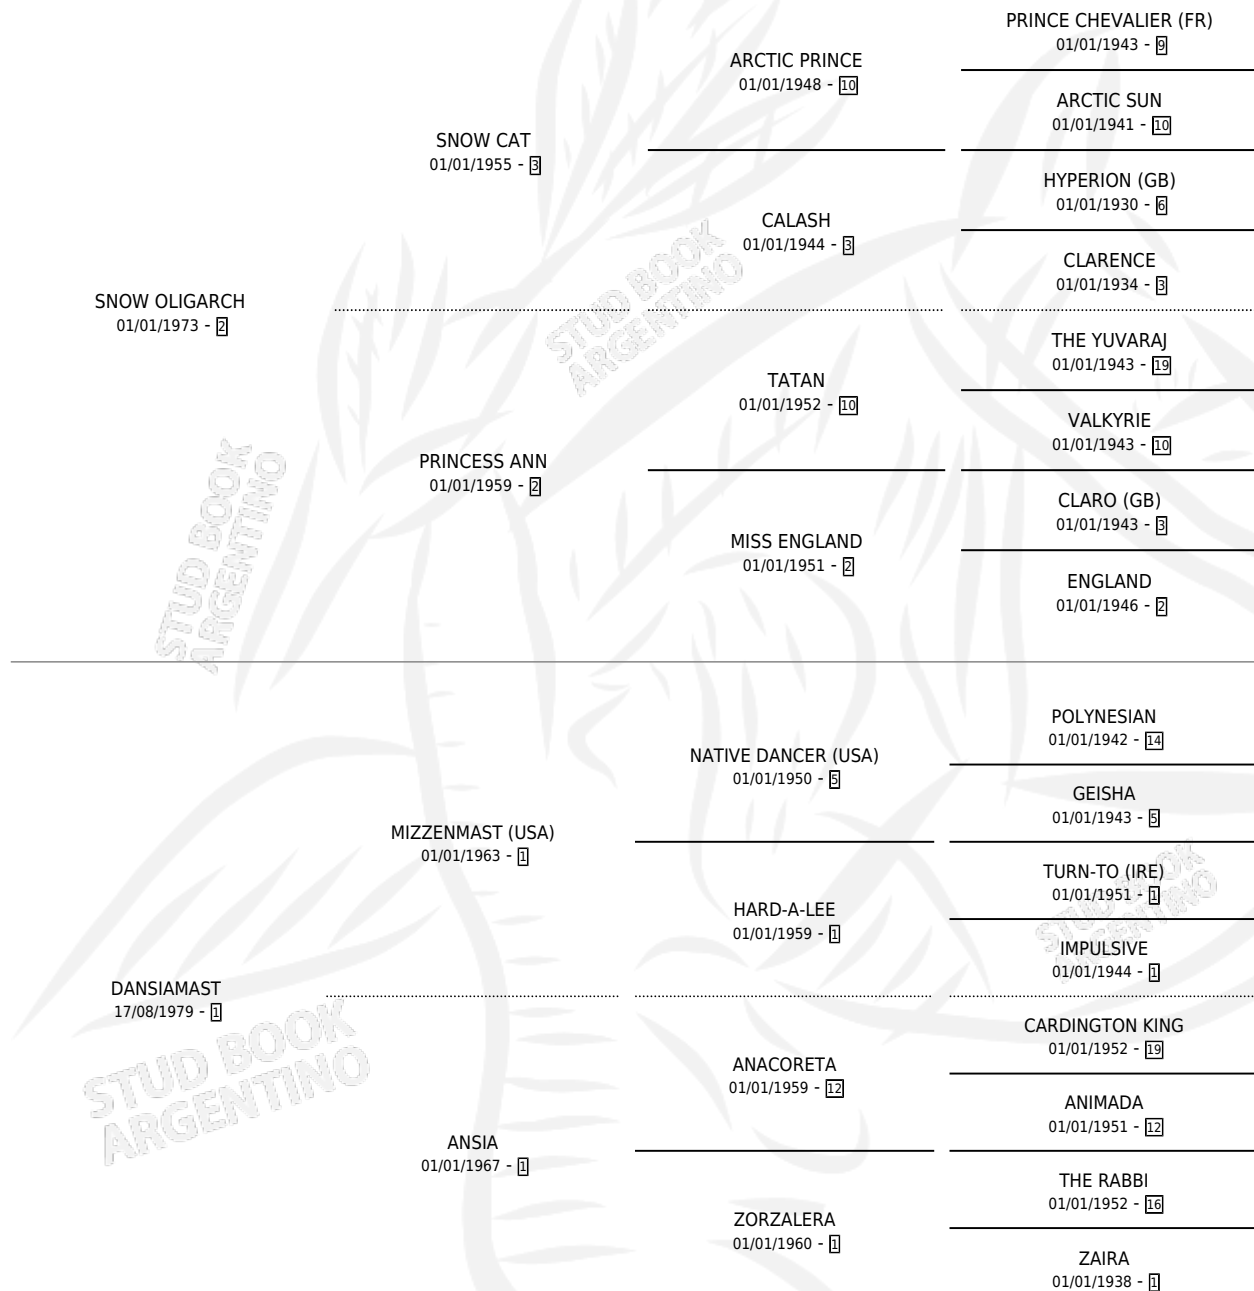 PRINCE CHEVALIER (FR)
01/01/1943 - 9
ARCTIC PRINCE
01/01/1948 - 10
ARCTIC SUN
01/01/1941 - 10
SNOW CAT
01/01/1955 - 3
HYPERION (GB)
01/01/1930 - 6
CALASH
01/01/1944 - 3
CLARENCE
01/01/1934 - 3
SNOW OLIGARCH
01/01/1973 - 2
THE YUVARAJ
01/01/1943 - 19
TATAN
01/01/1952 - 10
VALKYRIE
01/01/1943 - 10
PRINCESS ANN
01/01/1959 - 2
CLARO (GB)
01/01/1943 - 3
MISS ENGLAND
01/01/1951 - 2
ENGLAND
01/01/1946 - 2
POLYNESIAN
01/01/1942 - 14
NATIVE DANCER (USA)
01/01/1950 - 5
GEISHA
01/01/1943 - 5
MIZZENMAST (USA)
01/01/1963 - 1
TURN-TO (IRE)
01/01/1951 - 1
HARD-A-LEE
01/01/1959 - 1
IMPULSIVE
01/01/1944 - 1
DANSIAMAST
17/08/1979 - 1
CARDINGTON KING
01/01/1952 - 19
ANACORETA
01/01/1959 - 12
ANIMADA
01/01/1951 - 12
ANSIA
01/01/1967 - 1
THE RABBI
01/01/1952 - 16
ZORZALERA
01/01/1960 - 1
ZAIRA
01/01/1938 - 1
STUD BOOK
ARGENTINO
STUD BOOK
ARGENTINO
STUD BOOK
ARGENTINO
STUD BOOK
ARGENTINO